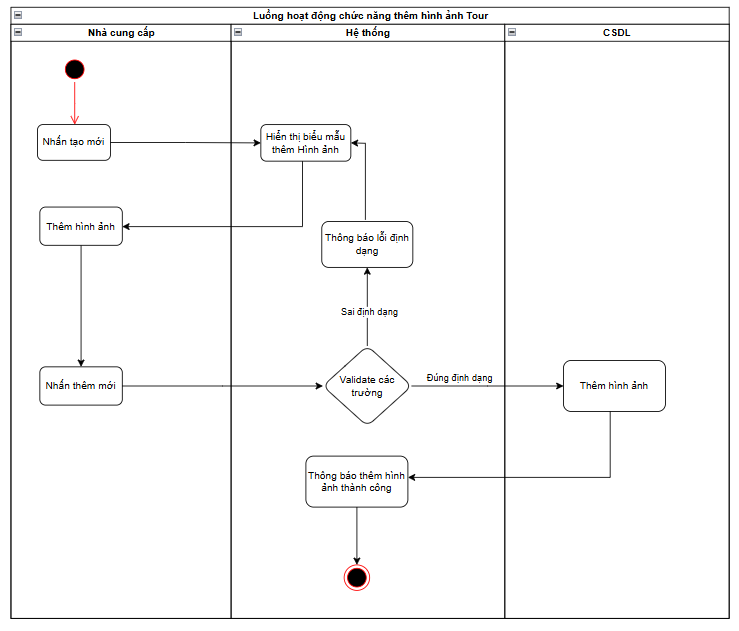 Luồng hoạt động chức năng thêm hình ảnh Tour
Nhà cung cấp
Hệ thống
CSDL
Nhấn tạo mới
Hiển thị biểu mẫu
thêm Hình ảnh
Thêm hình ảnh
Thông báo lỗi định
dạng
Sai định dạng
Nhấn thêm mới
Validate các
trường
Đúng định dạng
Thêm hình ảnh
Thông báo thêm hình
ảnh thành công